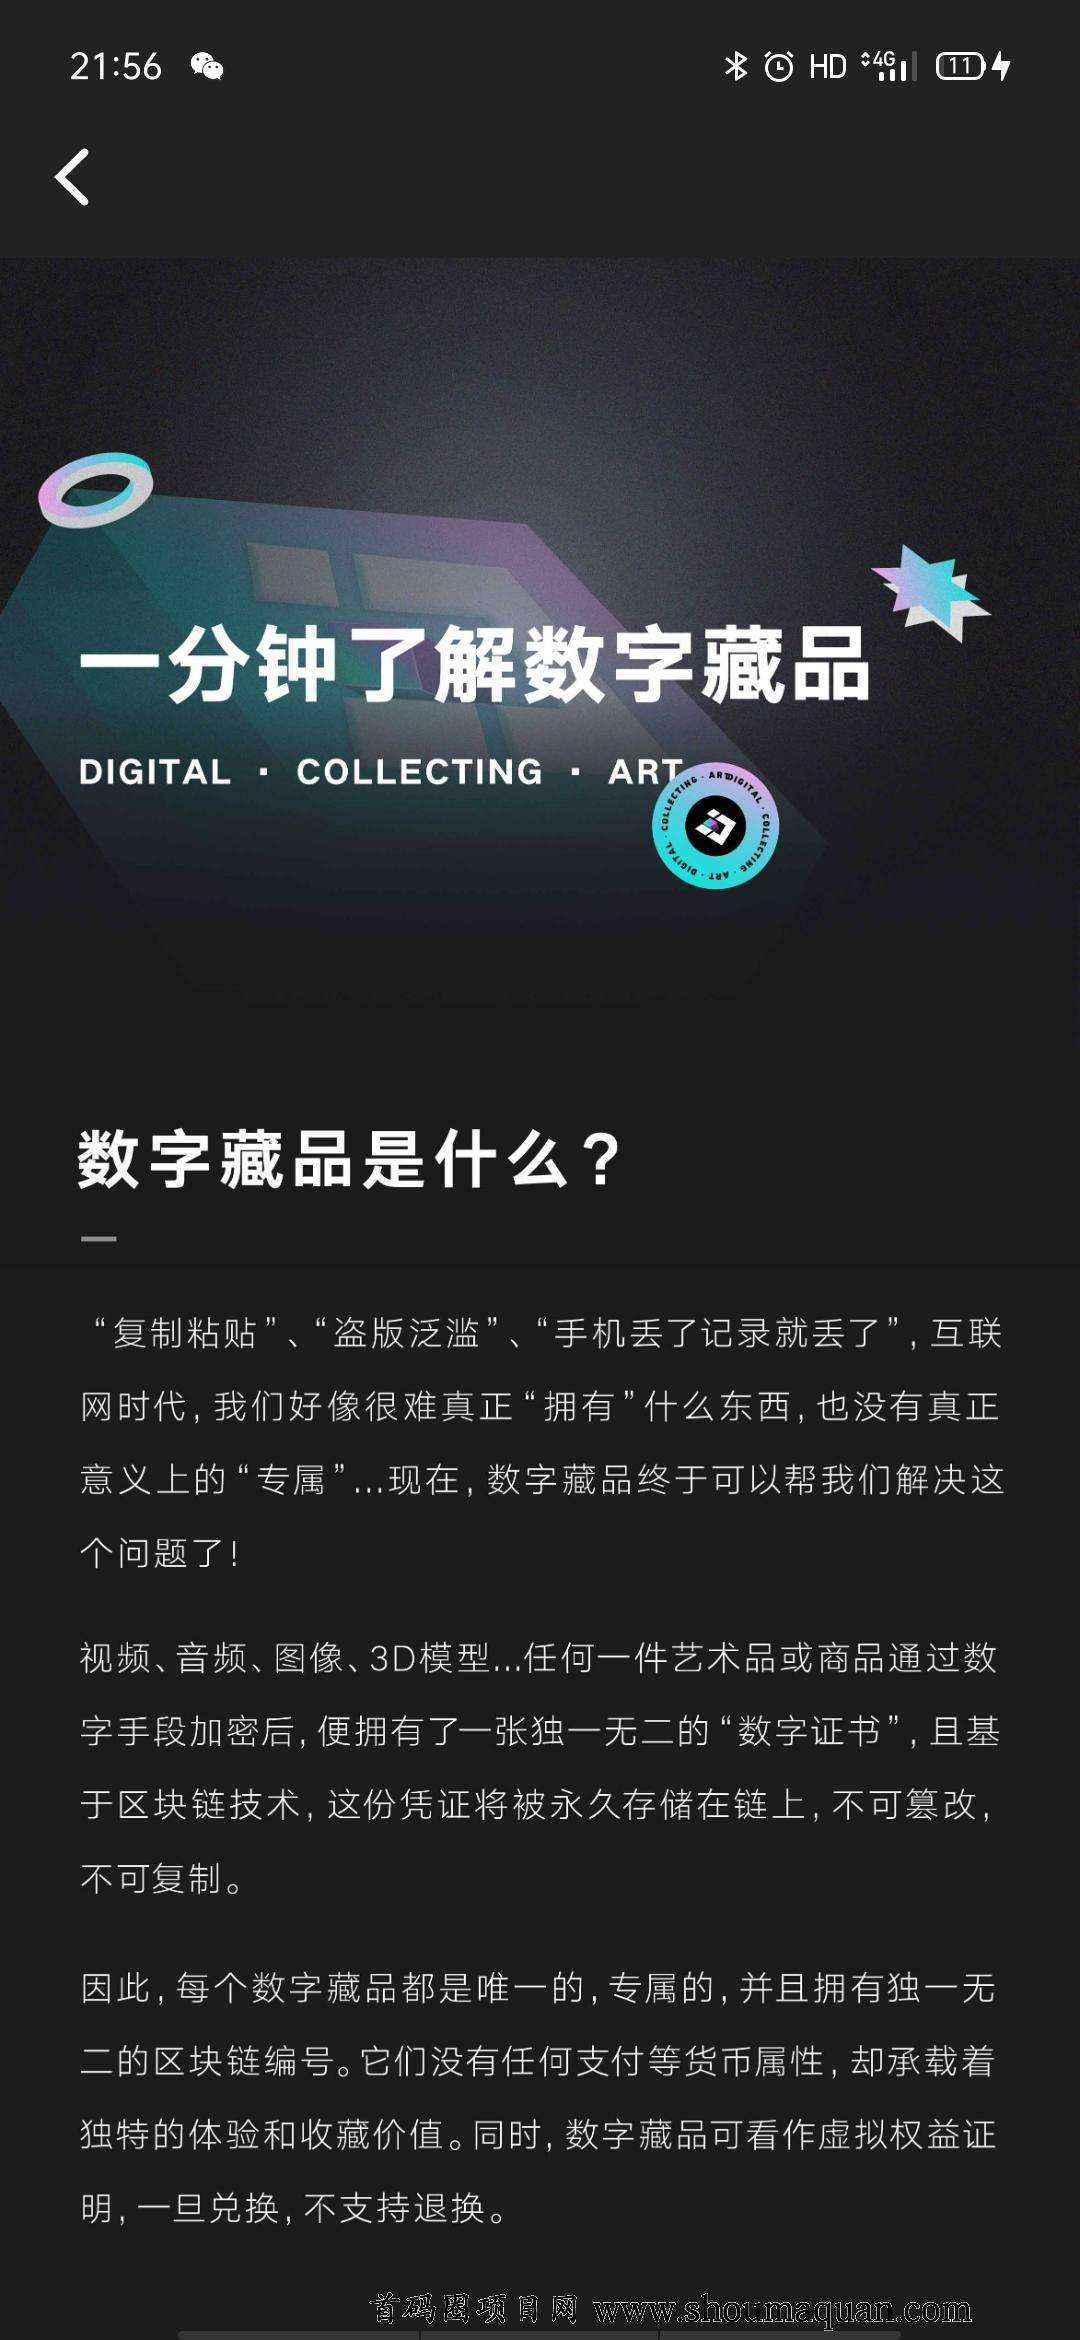 21:56
HD 4G 11
一分钟了解数字藏品
DIGITAL · COLLECTING · ART
DIGITAL · COLLECTING · ART · DIGITAL · COLLECTING · ART
数字藏品是什么？
“复制粘贴”、“盗版泛滥”、“手机丢了记录就丢了”,互联
网时代,我们好像很难真正“拥有”什么东西,也没有真正
意义上的“专属”...现在,数字藏品终于可以帮我们解决这
个问题了!
视频、音频、图像、3D模型...任何一件艺术品或商品通过数
字手段加密后,便拥有了一张独一无二的“数字证书”,且基
于区块链技术,这份凭证将被永久存储在链上,不可篡改,
不可复制。
因此,每个数字藏品都是唯一的,专属的,并且拥有独一无
二的区块链编号。它们没有任何支付等货币属性,却承载着
独特的体验和收藏价值。同时,数字藏品可看作虚拟权益证
明,一旦兑换,不支持退换。
首码圈项目网 www.shoumaquan.com